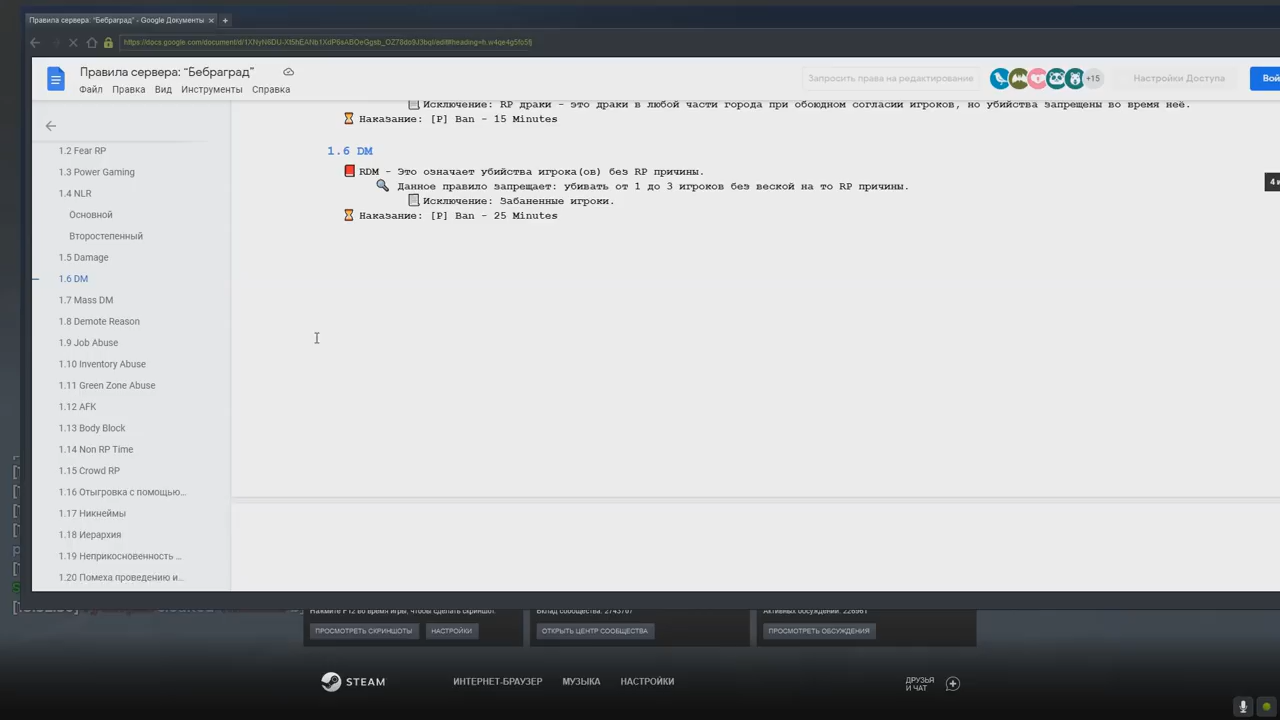 Правила сервера: "Бебраград" - Google Документы × +
Правила сервера: "Бебраград"
Файл Правка Вид Инструменты Справка
Запросить права на редактирование
+15
Настройки Доступа
Вой
1.2 Fear RP
1.3 Power Gaming
1.4 NLR
Основной
Второстепенный
1.5 Damage
1.6 DM
1.7 Mass DM
1.8 Demote Reason
1.9 Job Abuse
1.10 Inventory Abuse
1.11 Green Zone Abuse
1.12 AFK
1.13 Body Block
1.14 Non RP Time
1.15 Crowd RP
1.16 Отыгровка с помощью...
1.17 Никнеймы
1.18 Иерархия
1.19 Неприкосновенность ...
1.20 Помеха проведению и...
Исключение: RP драки - это драки в любой части города при обоюдном согласии игроков, но убийства запрещены во время неё.
Наказание: [P] Ban - 15 Minutes
1.6 DM
RDM - Это означает убийства игрока(ов) без RP причины.
Данное правило запрещает: убивать от 1 до 3 игроков без веской на то RP причины.
Исключение: Забаненные игроки.
Наказание: [P] Ban - 25 Minutes
4 и
Нажмите F12 во время игры, чтобы сделать скриншот.
ПРОСМОТРЕТЬ СКРИНШОТЫ НАСТРОЙКИ
ОТКРЫТЬ ЦЕНТР СООБЩЕСТВА
ПРОСМОТРЕТЬ ОБСУЖДЕНИЯ
STEAM
ИНТЕРНЕТ-БРАУЗЕР МУЗЫКА НАСТРОЙКИ
ДРУЗЬЯ
И ЧАТ